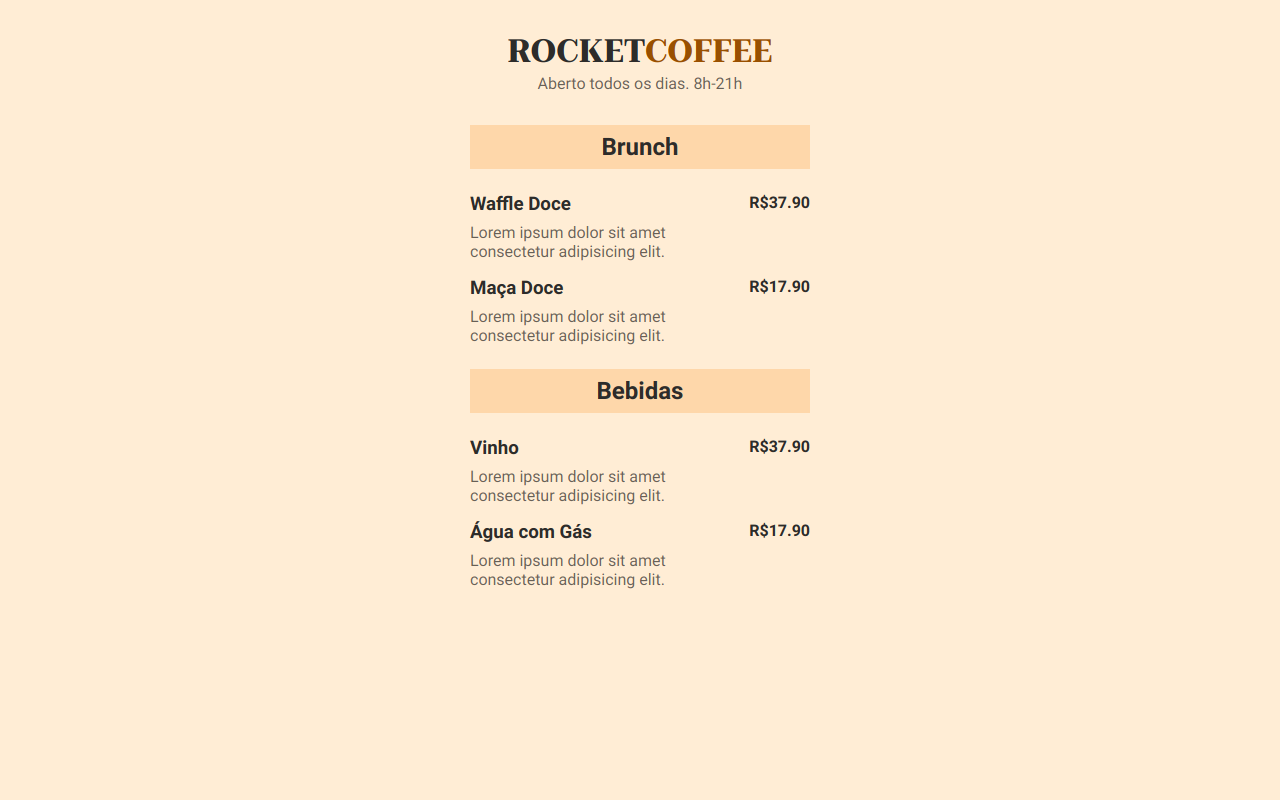 ROCKETCOFFEE
Aberto todos os dias. 8h-21h
Brunch
Waffle Doce R$37.90
Lorem ipsum dolor sit amet
consectetur adipisicing elit.
Maça Doce R$17.90
Lorem ipsum dolor sit amet
consectetur adipisicing elit.
Bebidas
Vinho R$37.90
Lorem ipsum dolor sit amet
consectetur adipisicing elit.
Água com Gás R$17.90
Lorem ipsum dolor sit amet
consectetur adipisicing elit.